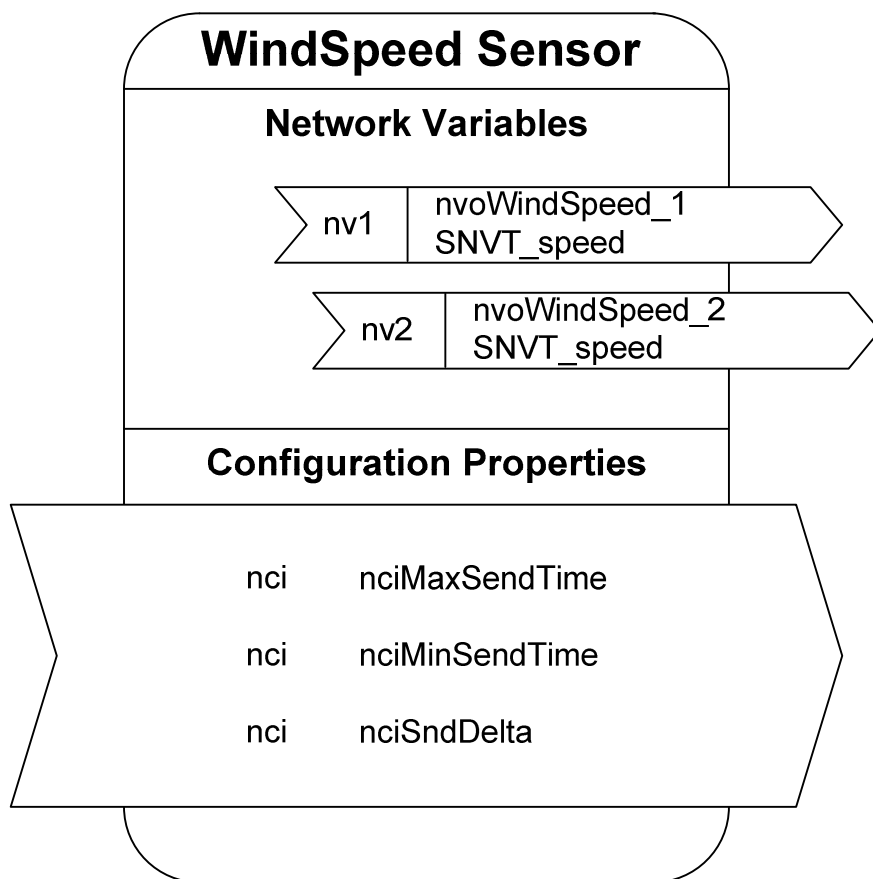 WindSpeed Sensor
Network Variables
nv1 nvoWindSpeed_1
SNVT_speed
nv2 nvoWindSpeed_2
SNVT_speed
Configuration Properties
nci nciMaxSendTime
nci nciMinSendTime
nci nciSndDelta